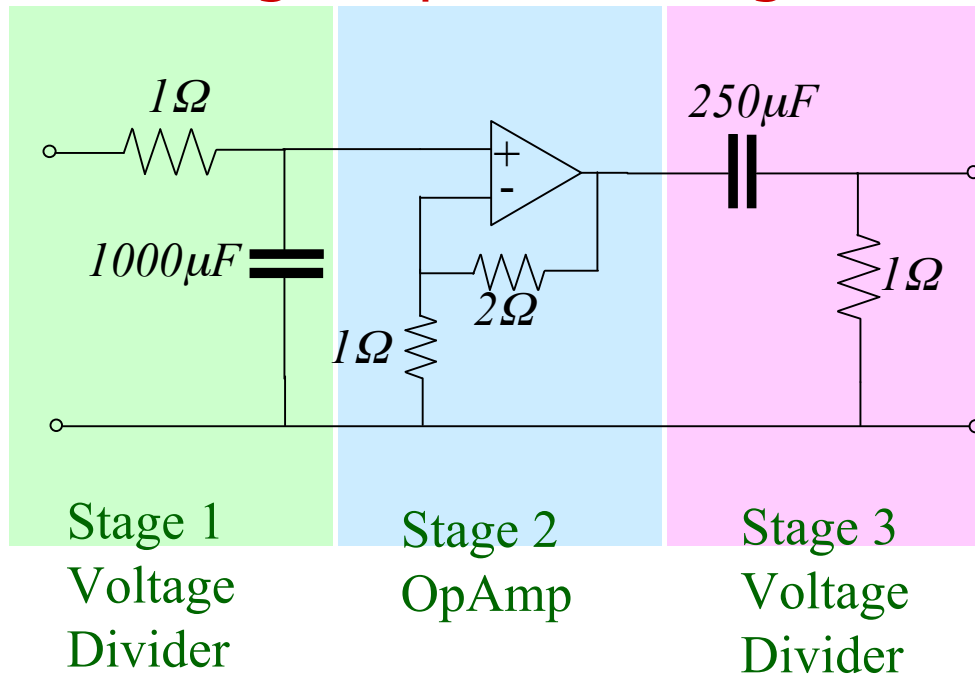 1Ω
250μF
+
-
1000μF
2Ω
1Ω
1Ω
Stage 1
Voltage
Divider
Stage 2
OpAmp
Stage 3
Voltage
Divider